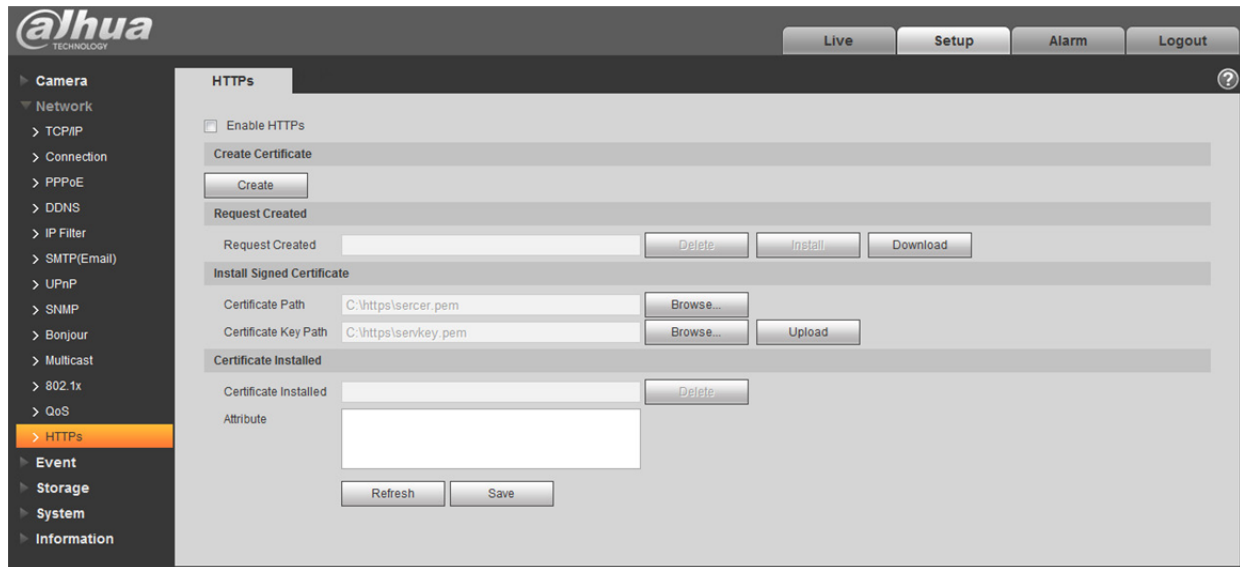 alhua
TECHNOLOGY
Live
Setup
Alarm
Logout
Camera
Network
TCP/IP
Connection
PPPoE
DDNS
IP Filter
SMTP(Email)
UPnP
SNMP
Bonjour
Multicast
802.1x
QoS
HTTPs
Event
Storage
System
Information
HTTPs
?
Enable HTTPs
Create Certificate
Create
Request Created
Request Created Delete Install Download
Install Signed Certificate
Certificate Path C:\https\sercer.pem Browse...
Certificate Key Path C:\https\servkey.pem Browse... Upload
Certificate Installed
Certificate Installed Delete
Attribute
Refresh Save